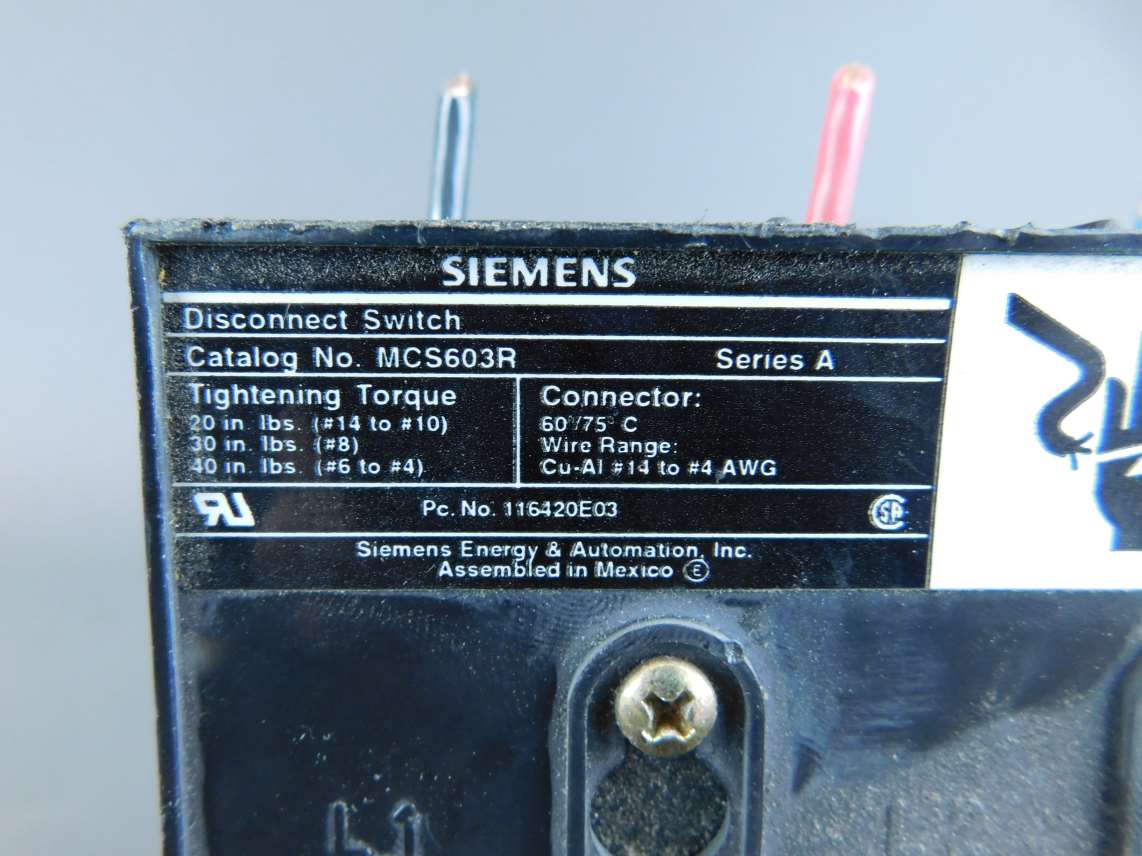 SIEMENS
Disconnect Switch
Catalog No. MCS603R Series A
Tightening Torque
20 in. lbs. (#14 to #10)
30 in. lbs. (#8)
40 in. lbs. (#6 to #4)
Connector:
60°/75° C
Wire Range:
Cu-Al #14 to #4 AWG
Pc. No. 116420E03
SA
Siemens Energy & Automation, Inc.
Assembled in Mexico E
L1